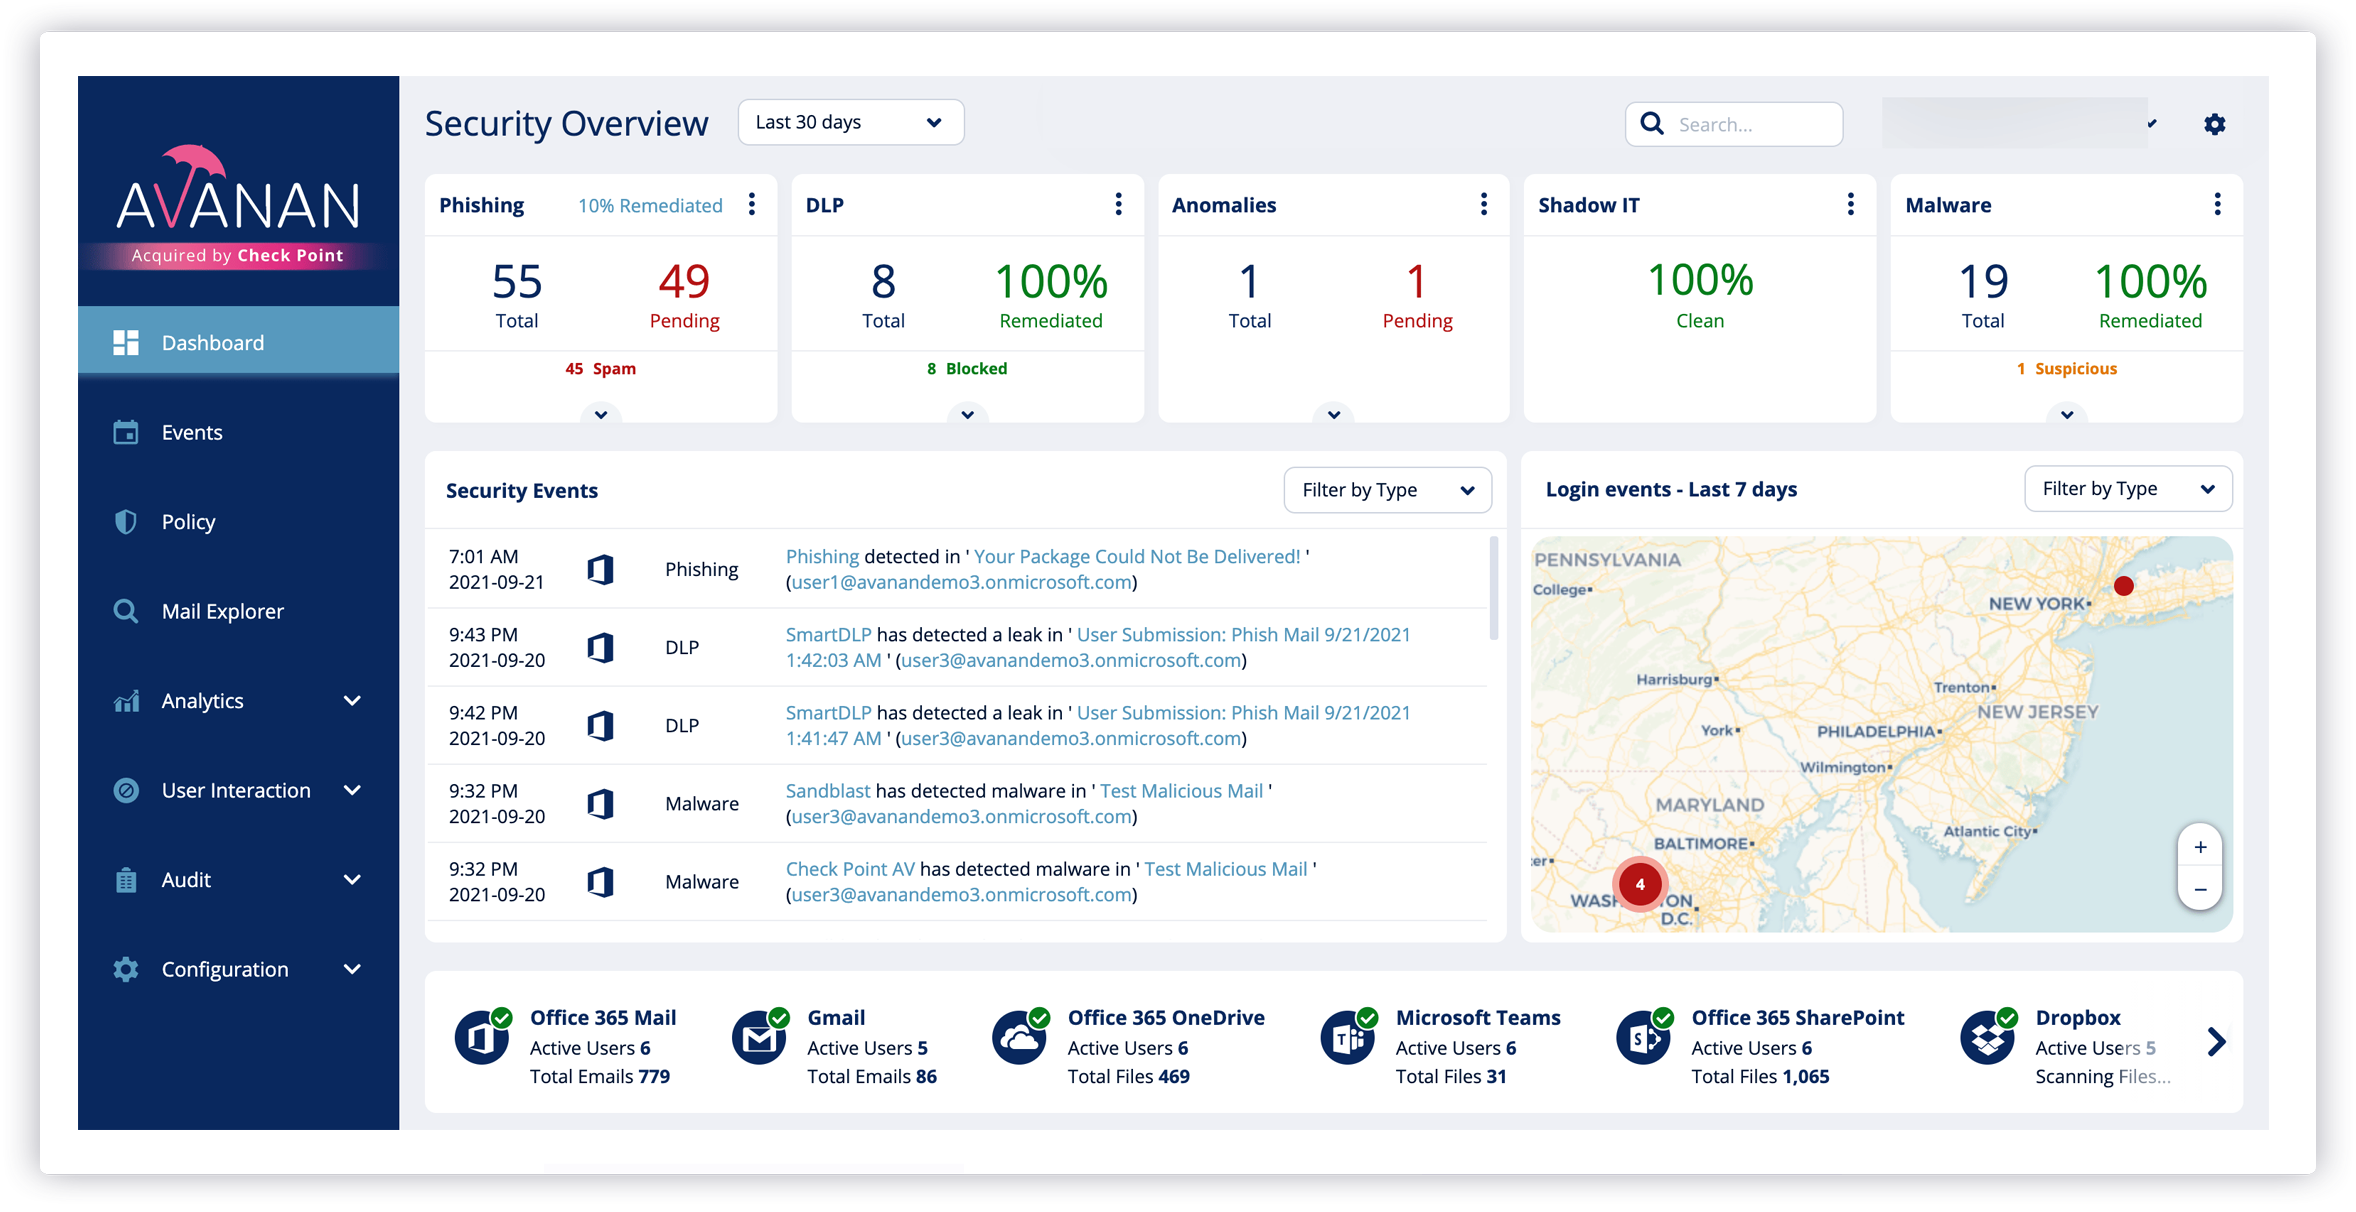 AVANAN
Acquired by Check Point
Dashboard
Events
Policy
Mail Explorer
Analytics
User Interaction
Audit
Configuration
Security Overview
Last 30 days
Search...
Phishing 10% Remediated
55 49
Total Pending
45 Spam
DLP
8 100%
Total Remediated
8 Blocked
Anomalies
1 1
Total Pending
Shadow IT
100%
Clean
Malware
19 100%
Total Remediated
1 Suspicious
Security Events
Filter by Type
7:01 AM
2021-09-21
Phishing
Phishing detected in ' Your Package Could Not Be Delivered! '
(user1@avanandemo3.onmicrosoft.com)
9:43 PM
2021-09-20
DLP
SmartDLP has detected a leak in ' User Submission: Phish Mail 9/21/2021
1:42:03 AM ' (user3@avanandemo3.onmicrosoft.com)
9:42 PM
2021-09-20
DLP
SmartDLP has detected a leak in ' User Submission: Phish Mail 9/21/2021
1:41:47 AM ' (user3@avanandemo3.onmicrosoft.com)
9:32 PM
2021-09-20
Malware
Sandblast has detected malware in ' Test Malicious Mail '
(user3@avanandemo3.onmicrosoft.com)
9:32 PM
2021-09-20
Malware
Check Point AV has detected malware in ' Test Malicious Mail '
(user3@avanandemo3.onmicrosoft.com)
Login events - Last 7 days
Filter by Type
PENNSYLVANIA
College
NEW YORK
Harrisburg
Trenton
NEW JERSEY
York
PHILADELPHIA
Wilmington
MARYLAND
Atlantic City
BALTIMORE
er
4
WASH TON
D.C.
+
−
Office 365 Mail
Active Users 6
Total Emails 779
Gmail
Active Users 5
Total Emails 86
Office 365 OneDrive
Active Users 6
Total Files 469
Microsoft Teams
Active Users 6
Total Files 31
Office 365 SharePoint
Active Users 6
Total Files 1,065
Dropbox
Active Users 5
Scanning Files...